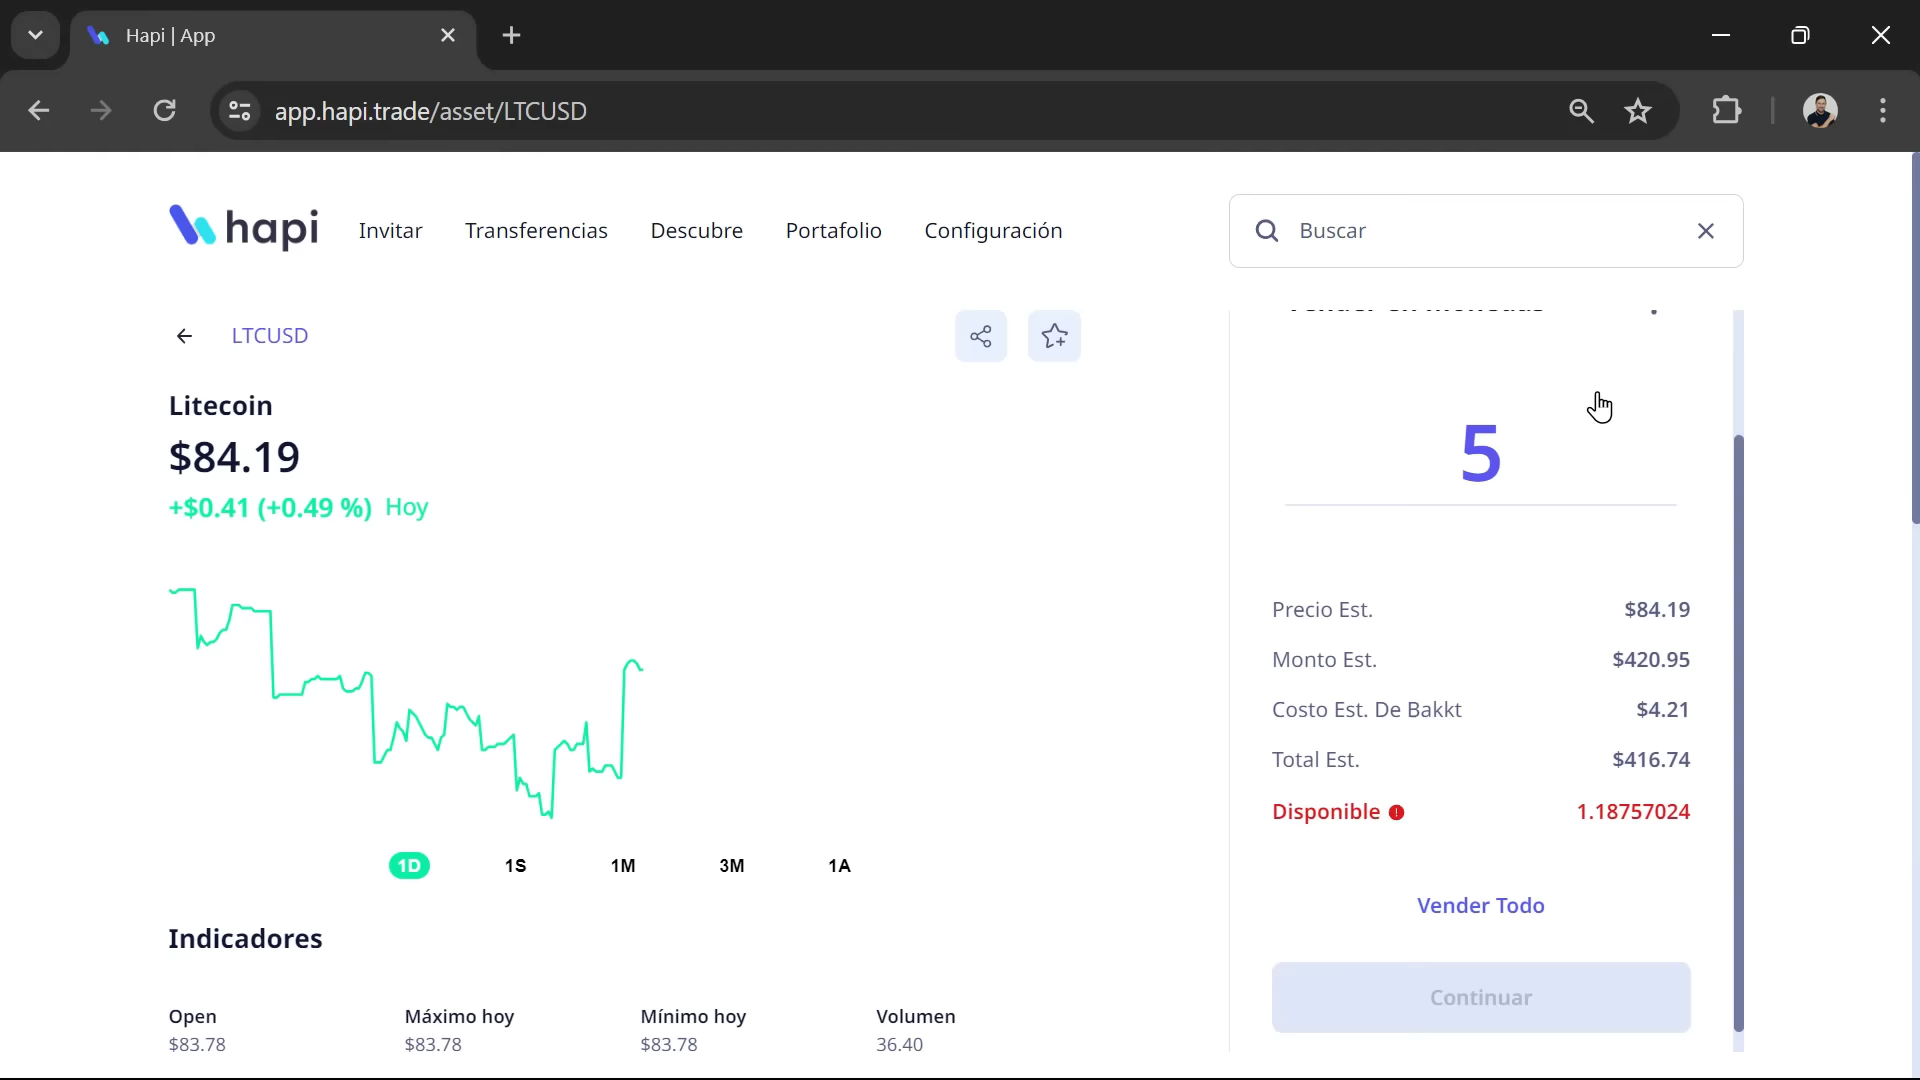 Hapi | App
app.hapi.trade/asset/LTCUSD
hapi
Invitar
Transferencias
Descubre
Portafolio
Configuración
Buscar
LTCUSD
Litecoin
$84.19
+$0.41 (+0.49 %) Hoy
1D
1S
1M
3M
1A
Indicadores
Open
$83.78
Máximo hoy
$83.78
Mínimo hoy
$83.78
Volumen
36.40
5
Precio Est.
$84.19
Monto Est.
$420.95
Costo Est. De Bakkt
$4.21
Total Est.
$416.74
Disponible
1.18757024
Vender Todo
Continuar